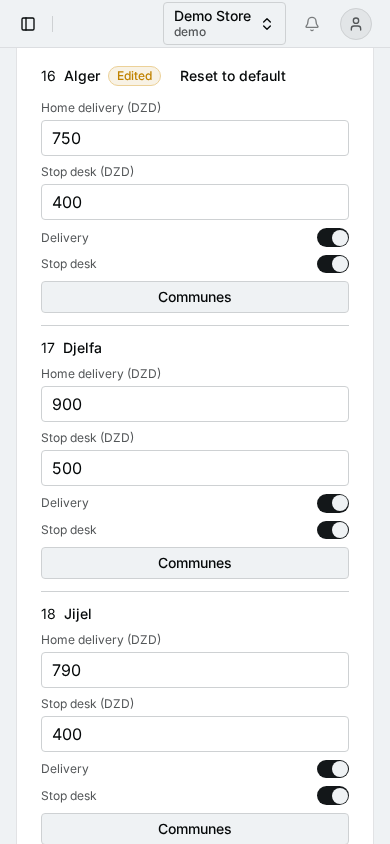 Demo Store
demo
16 Alger Edited Reset to default
Home delivery (DZD)
750
Stop desk (DZD)
400
Delivery
Stop desk
Communes
17 Djelfa
Home delivery (DZD)
900
Stop desk (DZD)
500
Delivery
Stop desk
Communes
18 Jijel
Home delivery (DZD)
790
Stop desk (DZD)
400
Delivery
Stop desk
Communes